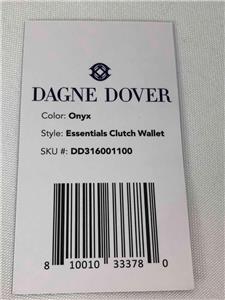 DAGNE DOVER
Color: Onyx
Style: Essentials Clutch Wallet
SKU #: DD316001100
8 10010 33378 0